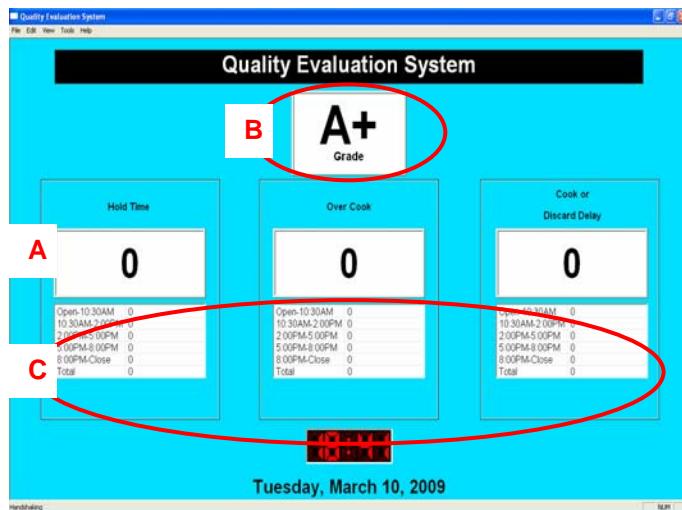 Quality Evaluation System
File Edit View Tools Help
Quality Evaluation System
B
A+
Grade
Hold Time
Over Cook
Cook or
Discard Delay
A
0
0
0
Open-10:30AM 0
10:30AM-2:00PM 0
2:00PM-5:00PM 0
5:00PM-8:00PM 0
8:00PM-Close 0
Total 0
Open-10:30AM 0
10:30AM-2:00PM 0
2:00PM-5:00PM 0
5:00PM-8:00PM 0
8:00PM-Close 0
Total 0
Open-10:30AM 0
10:30AM-2:00PM 0
2:00PM-5:00PM 0
5:00PM-8:00PM 0
8:00PM-Close 0
Total 0
C
Tuesday, March 10, 2009
Handshaking
NUM